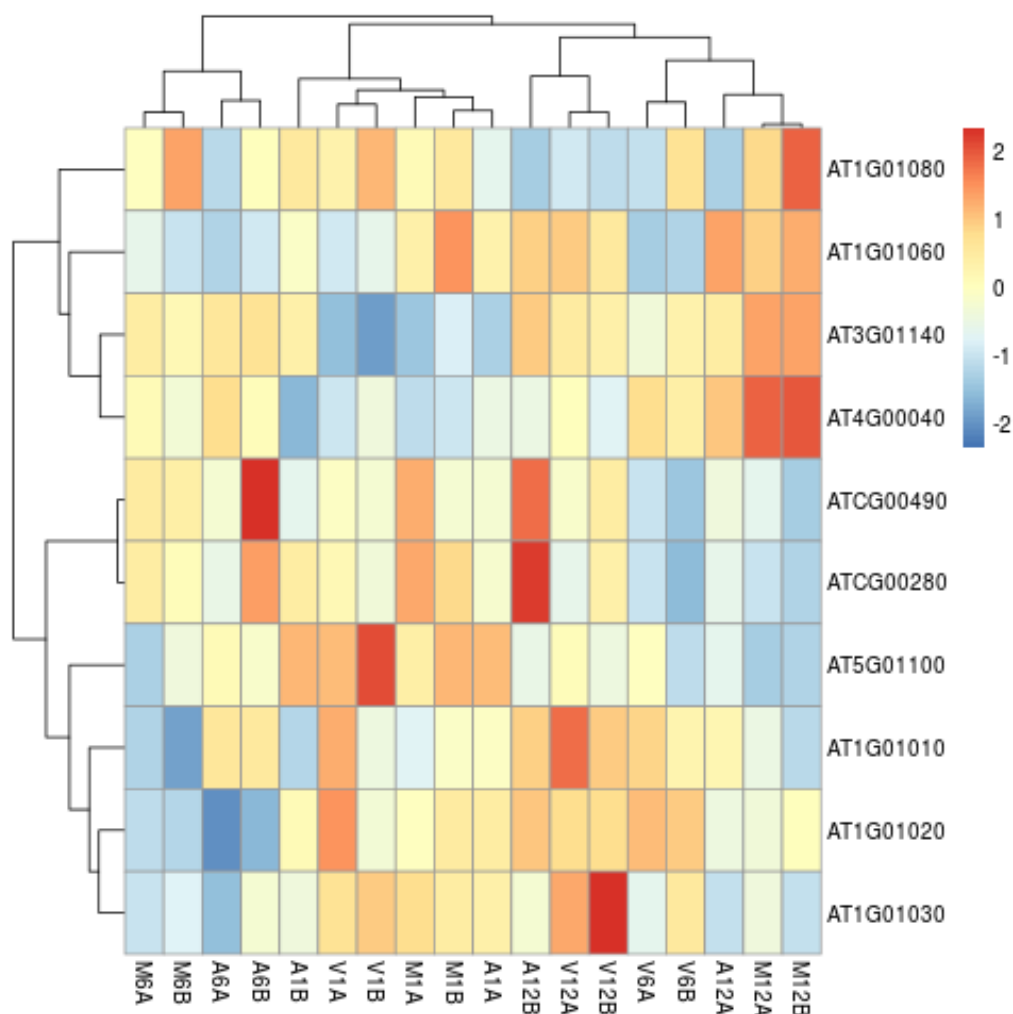 AT1G01080
AT1G01060
AT3G01140
AT4G00040
ATCG00490
ATCG00280
AT5G01100
AT1G01010
AT1G01020
AT1G01030
2
1
0
-1
-2
M6A
M6B
A6A
A6B
A1B
V1A
V1B
M1A
M1B
A1A
A12B
V12A
V12B
V6A
V6B
A12A
M12A
M12B